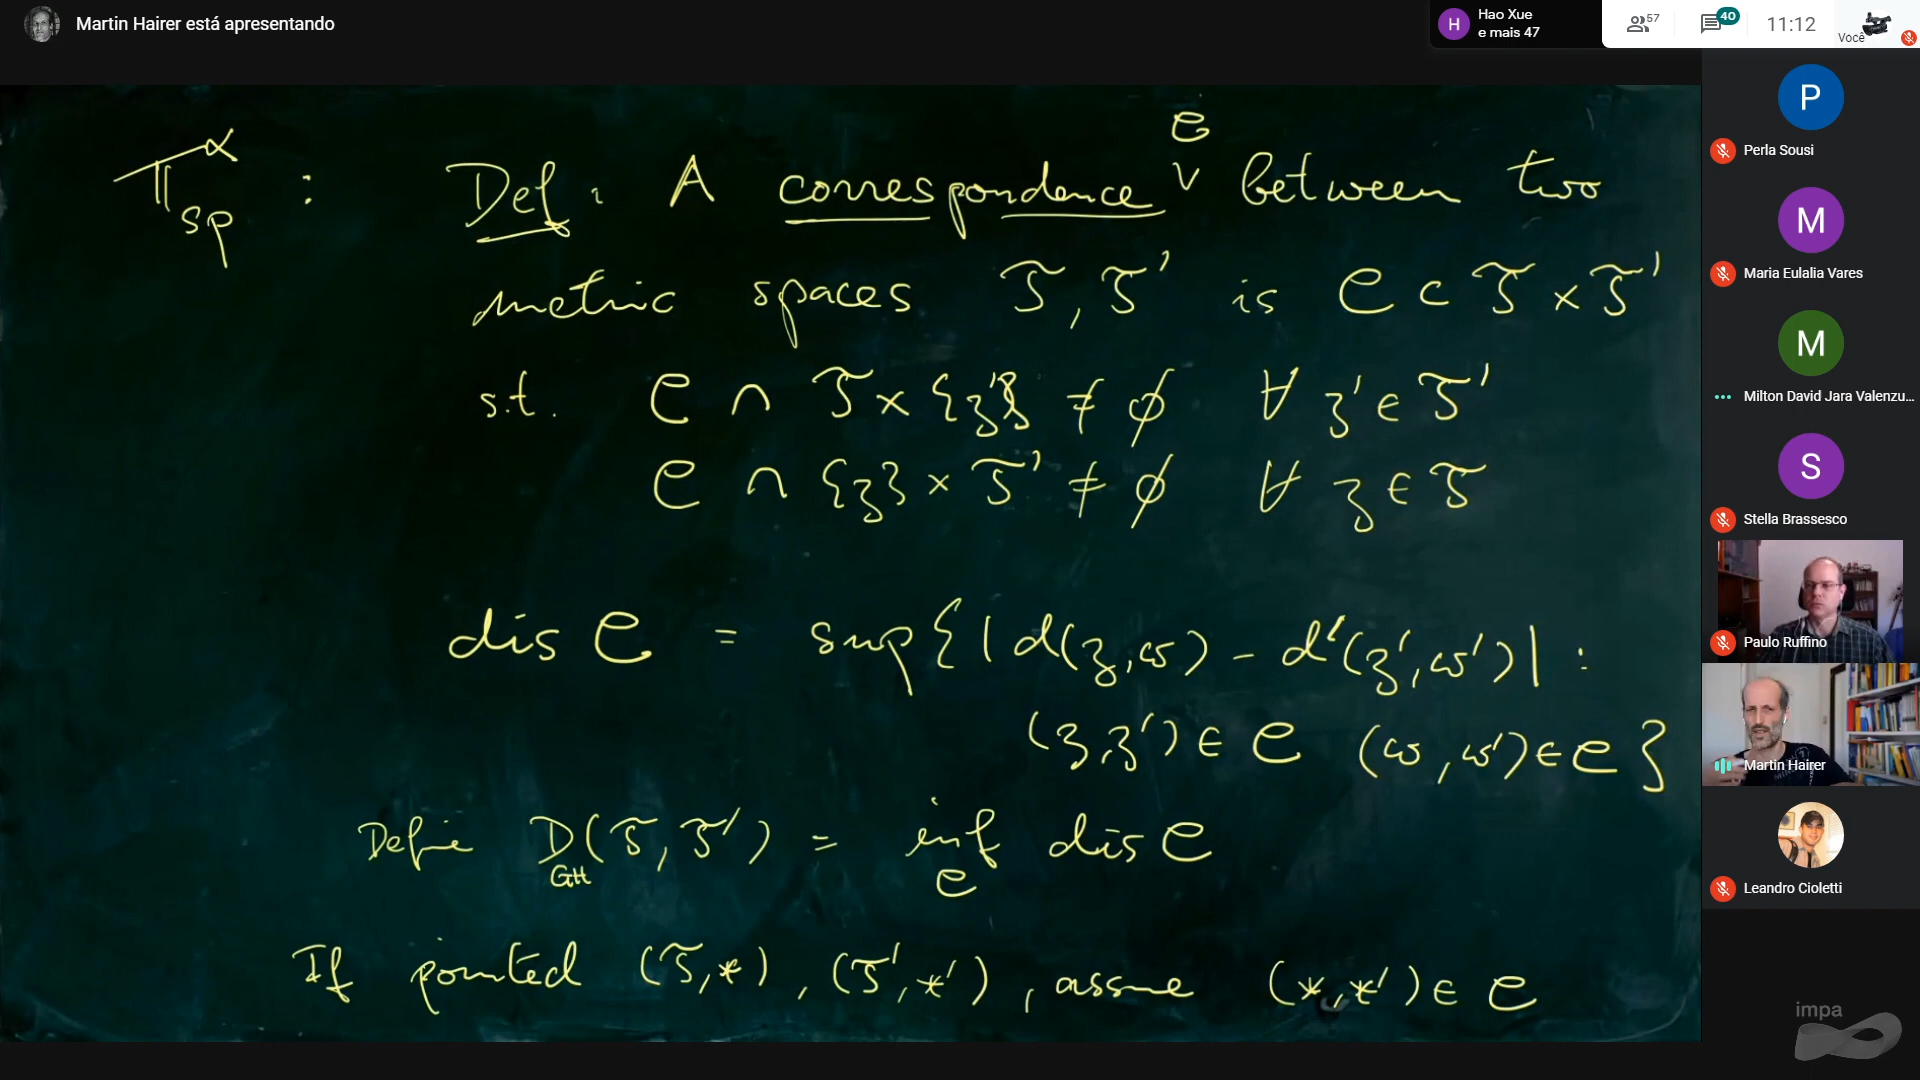 Martin Hairer está apresentando
H
Hao Xue
e mais 47
57
40
11:12
Você
𝕋^α_sp : Def : A correspondence 𝒞 between two
metric spaces 𝒯, 𝒯' is 𝒞 ⊂ 𝒯 × 𝒯'
s.t. 𝒞 ∩ 𝒯 × {z'} ≠ ∅ ∀ z' ∈ 𝒯'
𝒞 ∩ {z} × 𝒯' ≠ ∅ ∀ z ∈ 𝒯
dis 𝒞 = sup{|d(z,w) - d'(z',w')| :
(z,z') ∈ 𝒞 (w,w') ∈ 𝒞}
Define D_GH(𝒯, 𝒯') = inf_𝒞 dis 𝒞
If pointed (𝒯,*), (𝒯',*'), assume (*,*') ∈ 𝒞
P
Perla Sousi
M
Maria Eulalia Vares
M
Milton David Jara Valenzu...
S
Stella Brassesco
Paulo Ruffino
Martin Hairer
Leandro Cioletti
impa